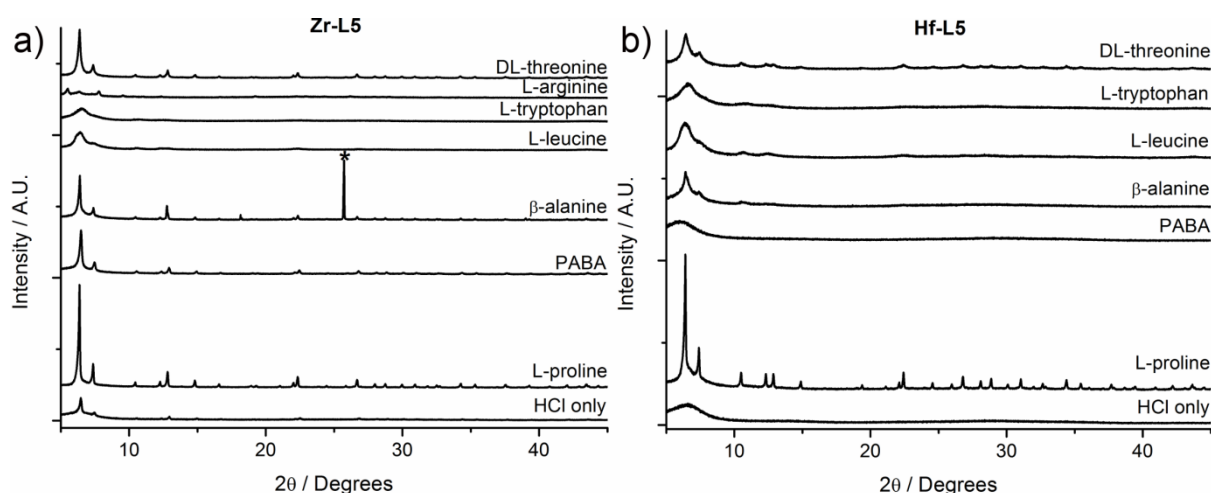 a)
Zr-L5
DL-threonine
L-arginine
L-tryptophan
L-leucine
*
β-alanine
PABA
L-proline
HCl only
Intensity / A.U.
10
20
30
40
2θ / Degrees
b)
Hf-L5
DL-threonine
L-tryptophan
L-leucine
β-alanine
PABA
L-proline
HCl only
Intensity / A.U.
10
20
30
40
2θ / Degrees